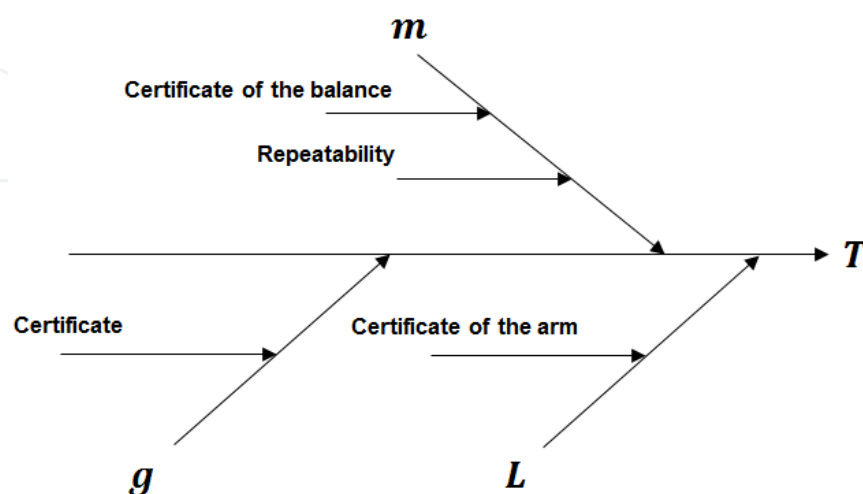 m
Certificate of the balance
Repeatability
T
Certificate
Certificate of the arm
g
L